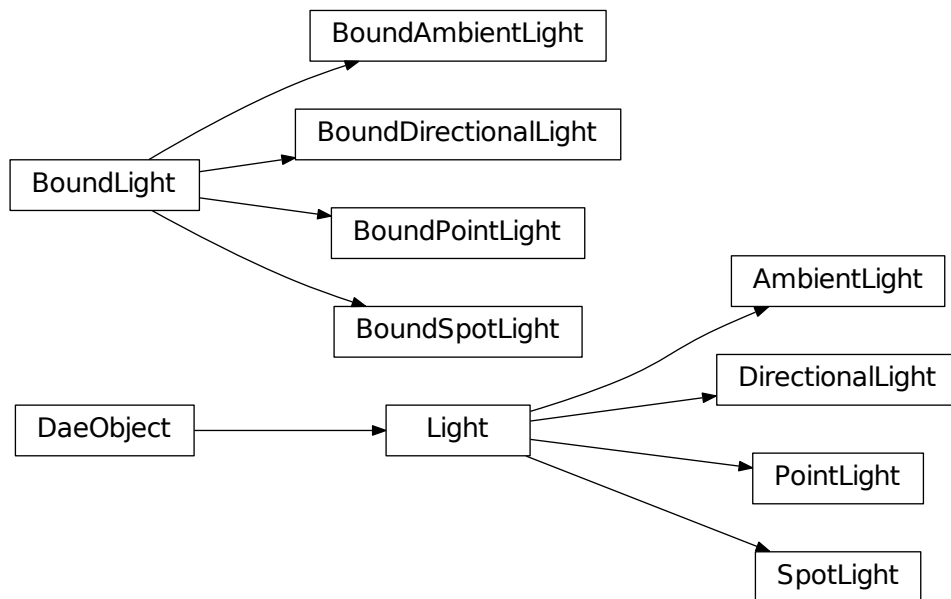 BoundAmbientLight
BoundDirectionalLight
BoundLight
BoundPointLight
BoundSpotLight
AmbientLight
DirectionalLight
DaeObject
Light
PointLight
SpotLight